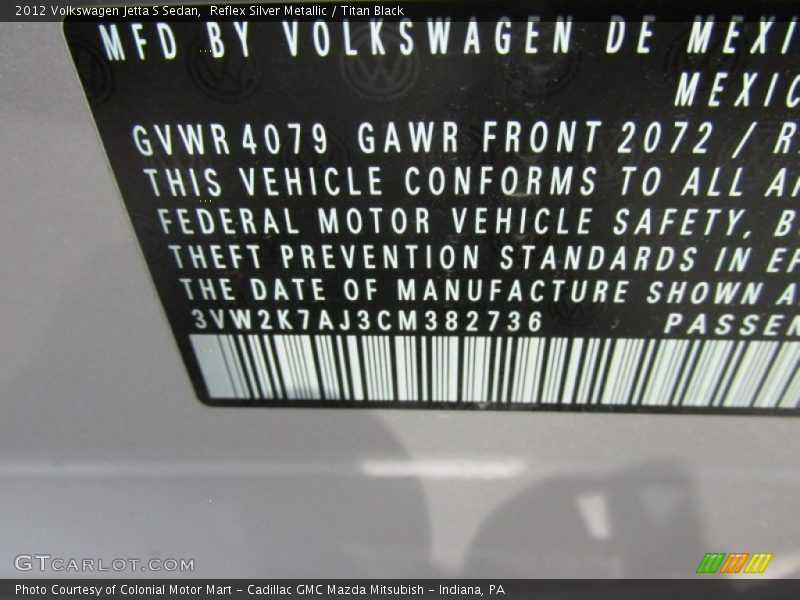 2012 Volkswagen Jetta S Sedan, Reflex Silver Metallic / Titan Black
MFD BY VOLKSWAGEN DE MEXI
MEXIC
GVWR 4079 GAWR FRONT 2072 / R
THIS VEHICLE CONFORMS TO ALL A
FEDERAL MOTOR VEHICLE SAFETY, B
THEFT PREVENTION STANDARDS IN EF
THE DATE OF MANUFACTURE SHOWN A
3VW2K7AJ3CM382736 PASSEN
GTCARLOT.COM
Photo Courtesy of Colonial Motor Mart - Cadillac GMC Mazda Mitsubish - Indiana, PA